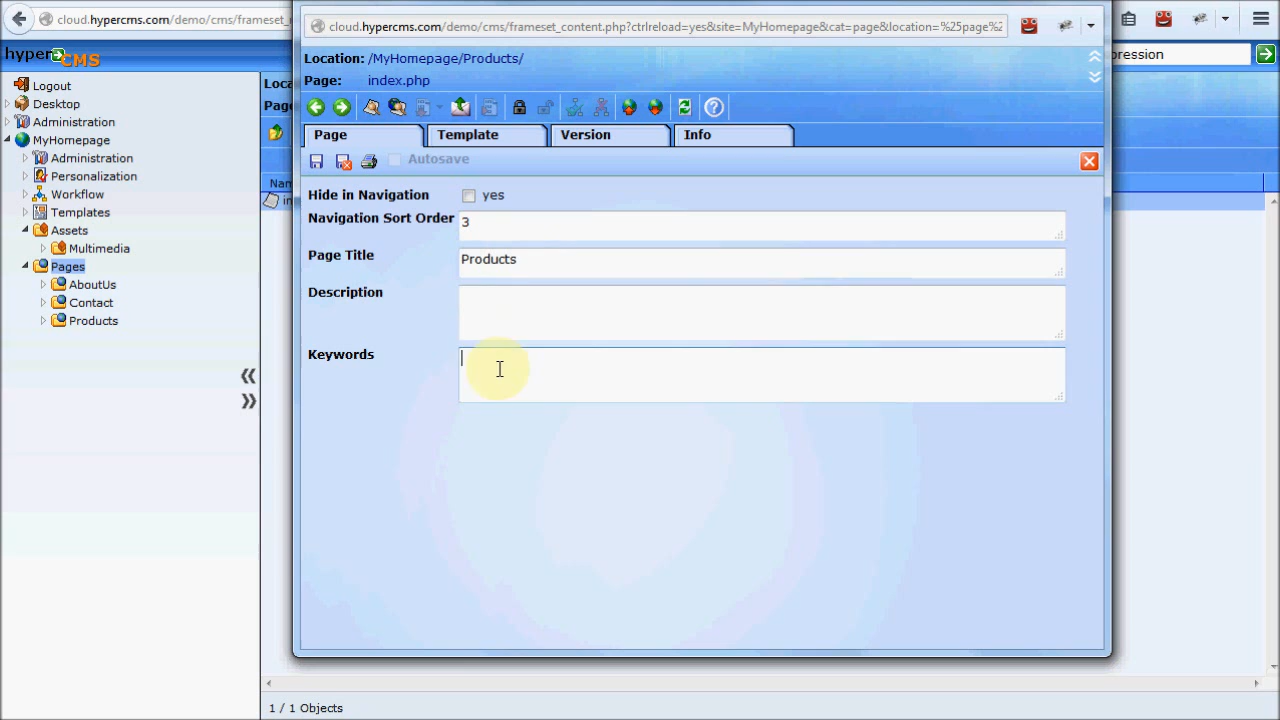 cloud.hypercms.com/demo/cms/frameset_
hyperCMS
Logout
Desktop
Administration
MyHomepage
Administration
Personalization
Workflow
Templates
Assets
Multimedia
Pages
AboutUs
Contact
Products
cloud.hypercms.com/demo/cms/frameset_content.php?ctrlreload=yes&site=MyHomepage&cat=page&location=%25page%2
Location: /MyHomepage/Products/
Page: index.php
Page
Template
Version
Info
Autosave
Hide in Navigation yes
Navigation Sort Order 3
Page Title Products
Description
Keywords
pression
1 / 1 Objects